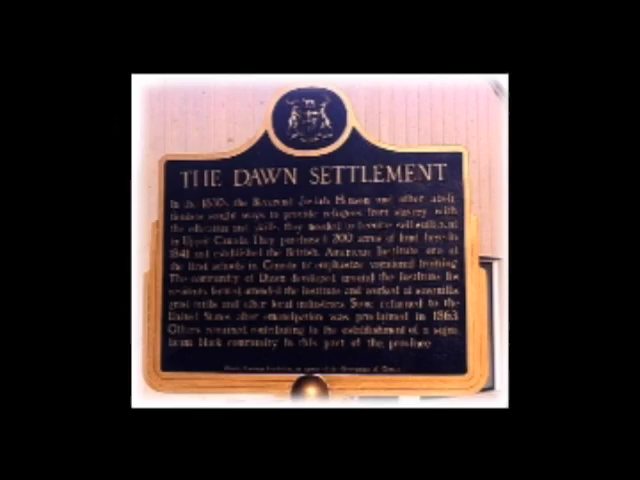 THE DAWN SETTLEMENT
In the 1830s, the Reverend Josiah Henson and other aboli-
tionists sought ways to provide refugees from slavery with
the education and skills they needed to become self-sufficient
in Upper Canada. They purchased 200 acres of land here in
1841 and established the British American Institute, one of
the first schools in Canada to emphasize vocational training.
The community of Dawn developed around the Institute. Its
residents farmed, attended the Institute and worked at sawmills,
grist mills and other local industries. Some returned to the
United States after emancipation was proclaimed in 1863.
Others remained, contributing to the establishment of a signi-
ficant black community in this part of the province.